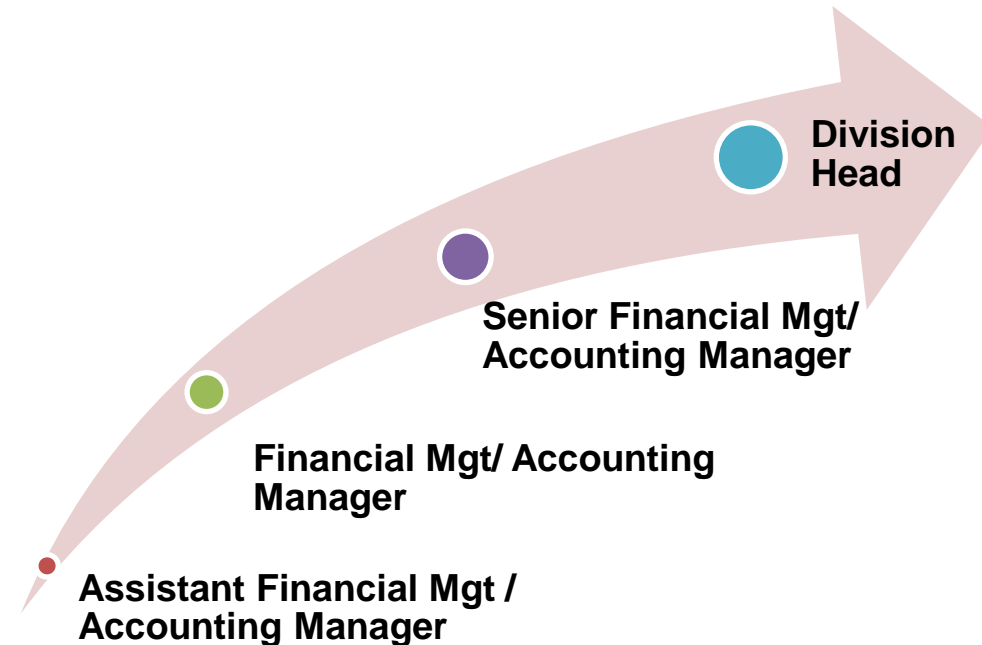 Division
Head
Senior Financial Mgt/
Accounting Manager
Financial Mgt/ Accounting
Manager
Assistant Financial Mgt /
Accounting Manager